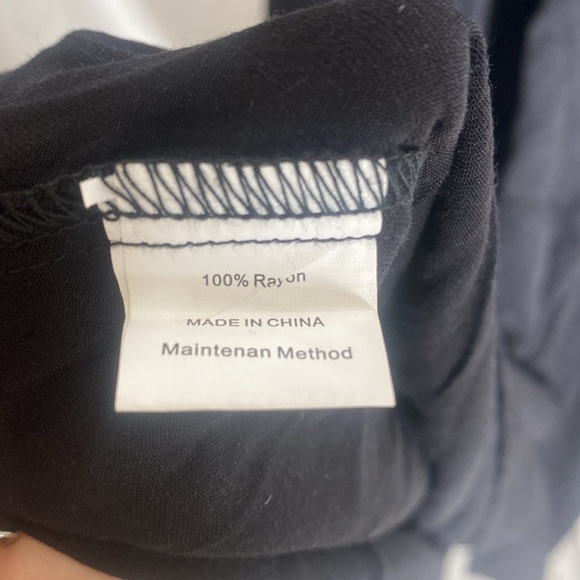 100% Rayon
MADE IN CHINA
Maintenan Method